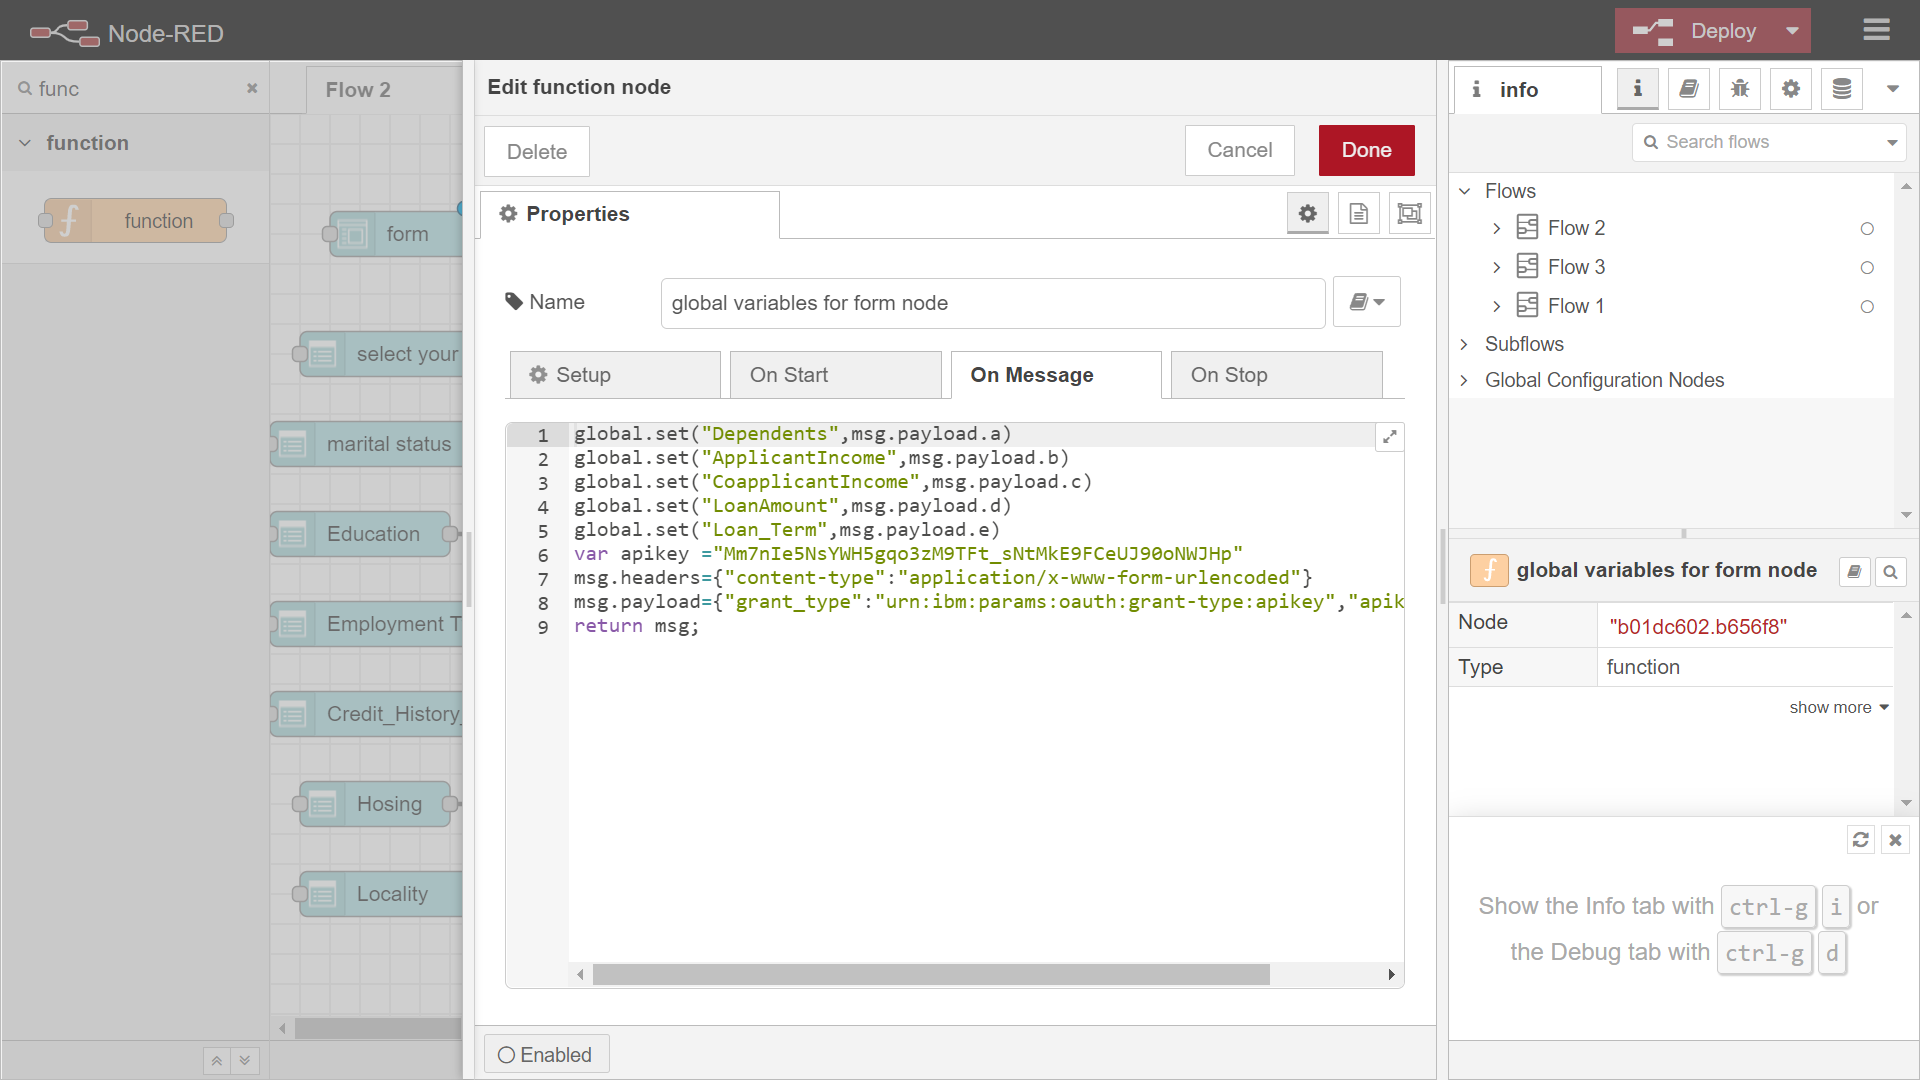 Node-RED
Deploy
func
Flow 2
function
function
form
select your
marital status
Education
Employment T
Credit_History_
Hosing
Locality
Edit function node
Delete
Cancel
Done
Properties
Name
global variables for form node
Setup
On Start
On Message
On Stop
1 global.set("Dependents",msg.payload.a)
2 global.set("ApplicantIncome",msg.payload.b)
3 global.set("CoapplicantIncome",msg.payload.c)
4 global.set("LoanAmount",msg.payload.d)
5 global.set("Loan_Term",msg.payload.e)
6 var apikey ="Mm7nIe5NsYWH5gqo3zM9TFt_sNtMkE9FCeUJ90oNWJHp"
7 msg.headers={"content-type":"application/x-www-form-urlencoded"}
8 msg.payload={"grant_type":"urn:ibm:params:oauth:grant-type:apikey","apik
9 return msg;
Enabled
info
Search flows
Flows
Flow 2
Flow 3
Flow 1
Subflows
Global Configuration Nodes
global variables for form node
Node "b01dc602.b656f8"
Type function
show more
Show the Info tab with ctrl-g i or
the Debug tab with ctrl-g d